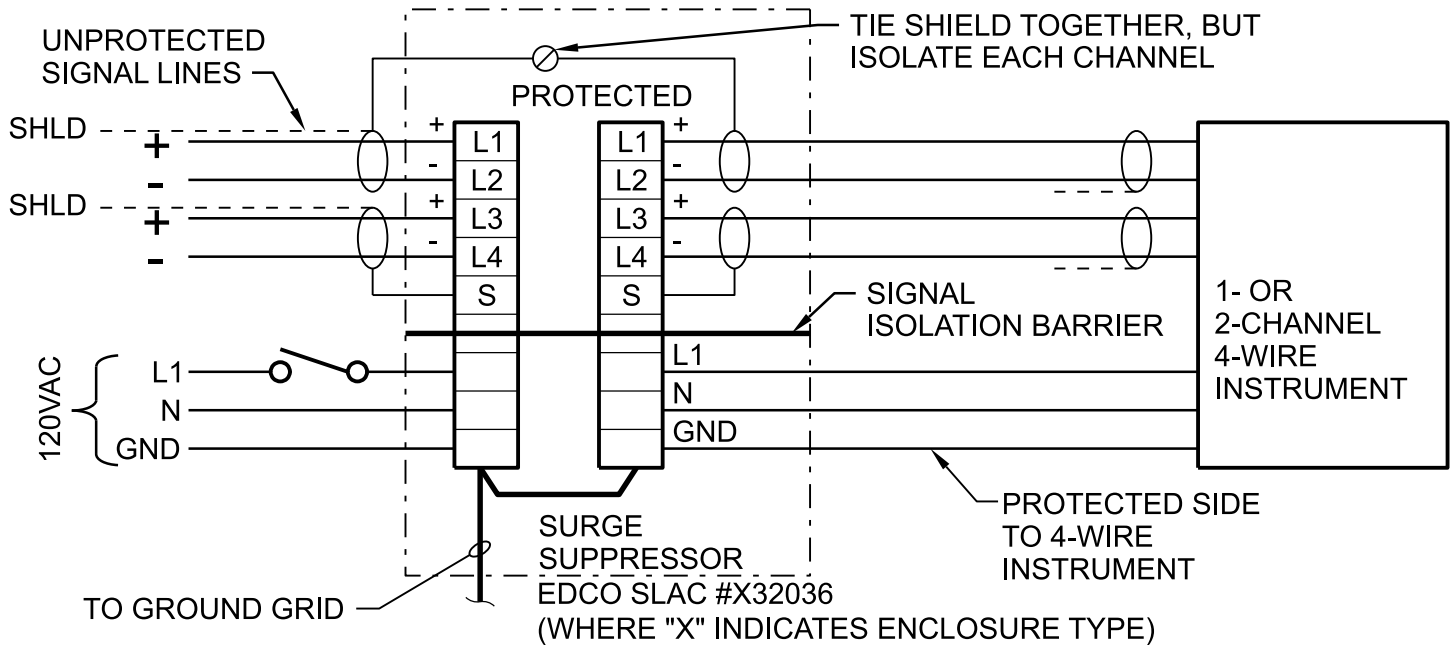 UNPROTECTED
SIGNAL LINES
TIE SHIELD TOGETHER, BUT
ISOLATE EACH CHANNEL
PROTECTED
SHLD
+ + L1 L1 +
- - L2 L2 -
SHLD
+ + L3 L3 +
- - L4 L4 -
S S
SIGNAL
ISOLATION BARRIER
1- OR
2-CHANNEL
4-WIRE
INSTRUMENT
120VAC
L1 L1
N N
GND GND
PROTECTED SIDE
TO 4-WIRE
INSTRUMENT
SURGE
SUPPRESSOR
EDCO SLAC #X32036
(WHERE "X" INDICATES ENCLOSURE TYPE)
TO GROUND GRID